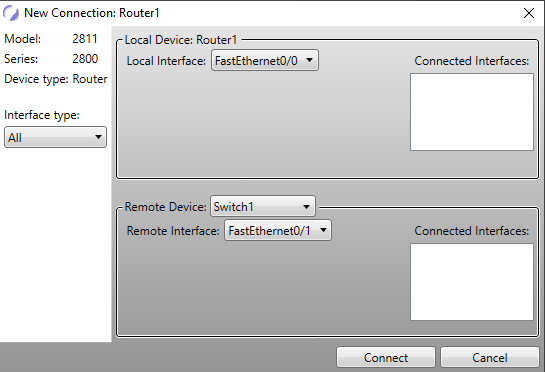 New Connection: Router1
Model: 2811
Series: 2800
Device type: Router
Interface type:
All
Local Device: Router1
Local Interface: FastEthernet0/0
Connected Interfaces:
Remote Device: Switch1
Remote Interface: FastEthernet0/1
Connected Interfaces:
Connect
Cancel